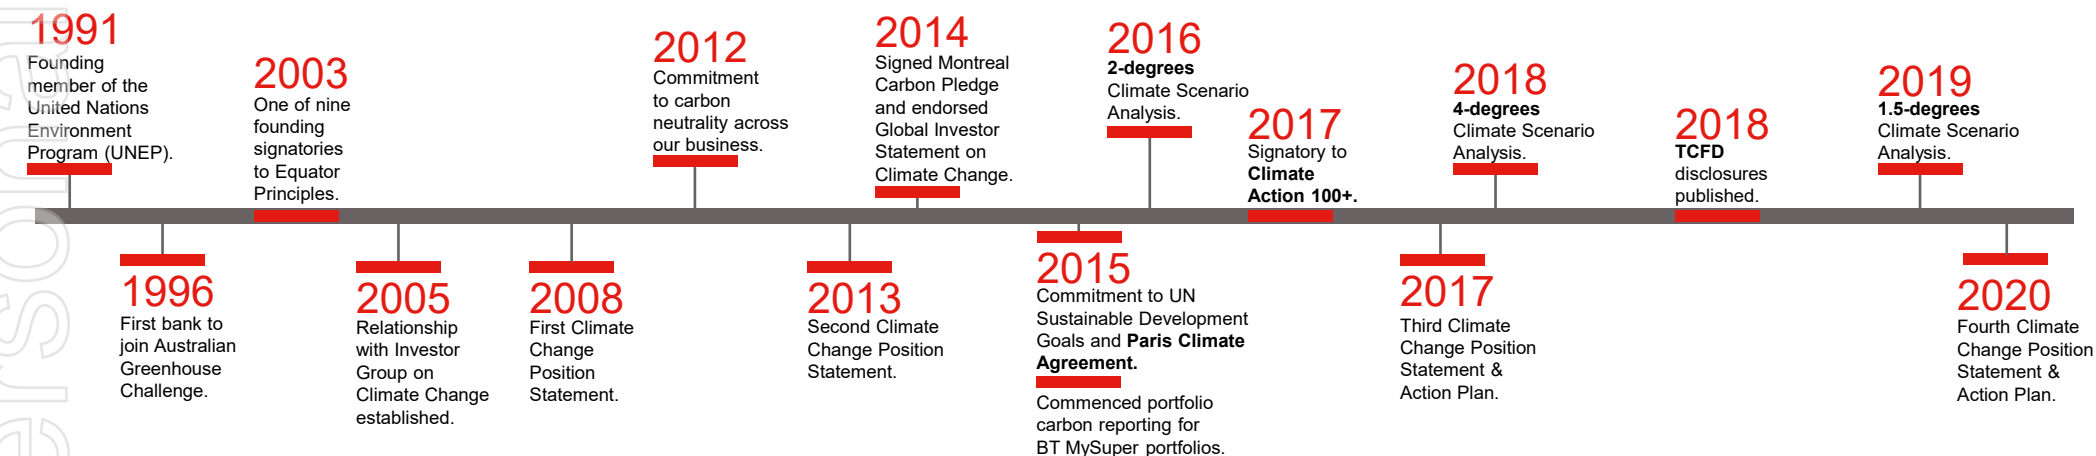 1991
Founding
member of the
United Nations
Environment
Program (UNEP).
1996
First bank to
join Australian
Greenhouse
Challenge.
2003
One of nine
founding
signatories
to Equator
Principles.
2005
Relationship
with Investor
Group on
Climate Change
established.
2008
First Climate
Change
Position
Statement.
2012
Commitment
to carbon
neutrality across
our business.
2013
Second Climate
Change Position
Statement.
2014
Signed Montreal
Carbon Pledge
and endorsed
Global Investor
Statement on
Climate Change.
2015
Commitment to UN
Sustainable Development
Goals and Paris Climate
Agreement.
Commenced portfolio
carbon reporting for
BT MySuper portfolios.
2016
2-degrees
Climate Scenario
Analysis.
2017
Signatory to
Climate
Action 100+.
2017
Third Climate
Change Position
Statement &
Action Plan.
2018
4-degrees
Climate Scenario
Analysis.
2018
TCFD
disclosures
published.
2019
1.5-degrees
Climate Scenario
Analysis.
2020
Fourth Climate
Change Position
Statement &
Action Plan.